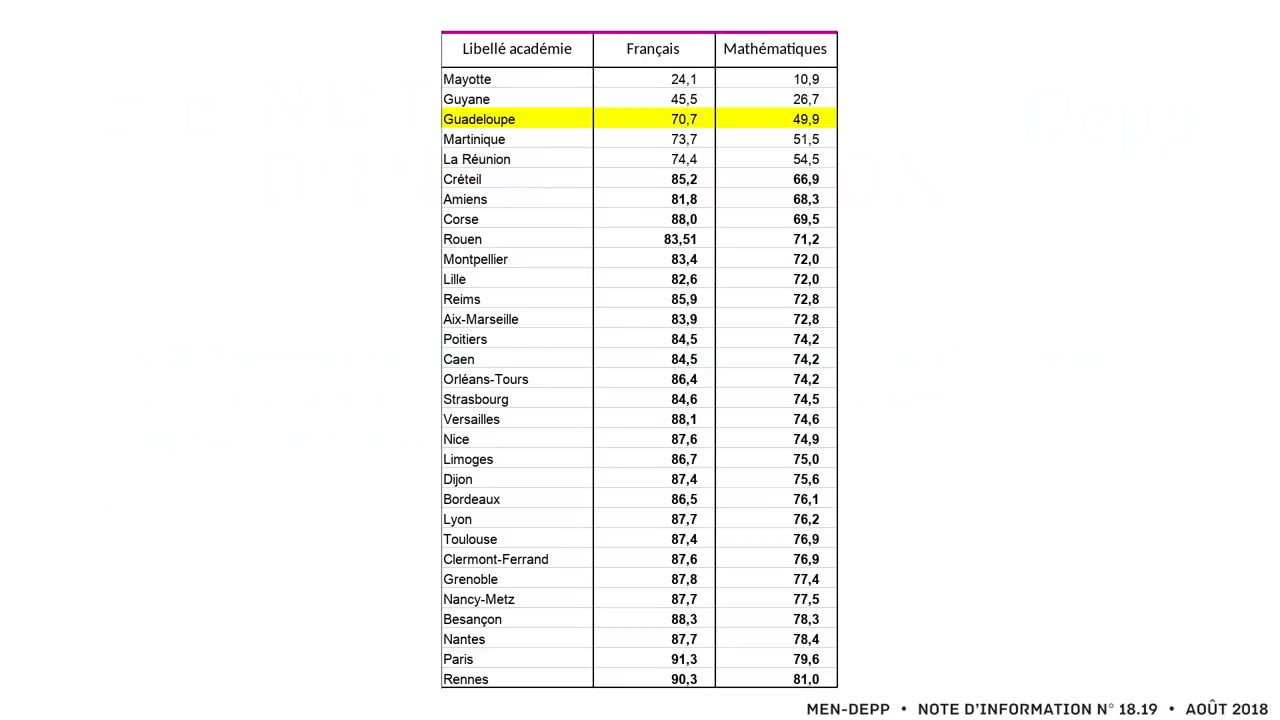 Libellé académie Français Mathématiques
Mayotte 24,1 10,9
Guyane 45,5 26,7
Guadeloupe 70,7 49,9
Martinique 73,7 51,5
La Réunion 74,4 54,5
Créteil 85,2 66,9
Amiens 81,8 68,3
Corse 88,0 69,5
Rouen 83,51 71,2
Montpellier 83,4 72,0
Lille 82,6 72,0
Reims 85,9 72,8
Aix-Marseille 83,9 72,8
Poitiers 84,5 74,2
Caen 84,5 74,2
Orléans-Tours 86,4 74,2
Strasbourg 84,6 74,5
Versailles 88,1 74,6
Nice 87,6 74,9
Limoges 86,7 75,0
Dijon 87,4 75,6
Bordeaux 86,5 76,1
Lyon 87,7 76,2
Toulouse 87,4 76,9
Clermont-Ferrand 87,6 76,9
Grenoble 87,8 77,4
Nancy-Metz 87,7 77,5
Besançon 88,3 78,3
Nantes 87,7 78,4
Paris 91,3 79,6
Rennes 90,3 81,0
MEN-DEPP • NOTE D'INFORMATION N° 18.19 • AOÛT 2018